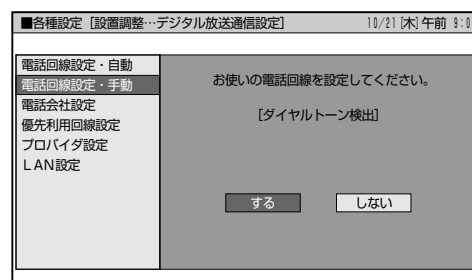 ■各種設定［設置調整…デジタル放送通信設定］ 10/21[木]午前 9:0
電話回線設定・自動
電話回線設定・手動
電話会社設定
優先利用回線設定
プロバイダ設定
ＬＡＮ設定
お使いの電話回線を設定してください。
［ダイヤルトーン検出］
する しない